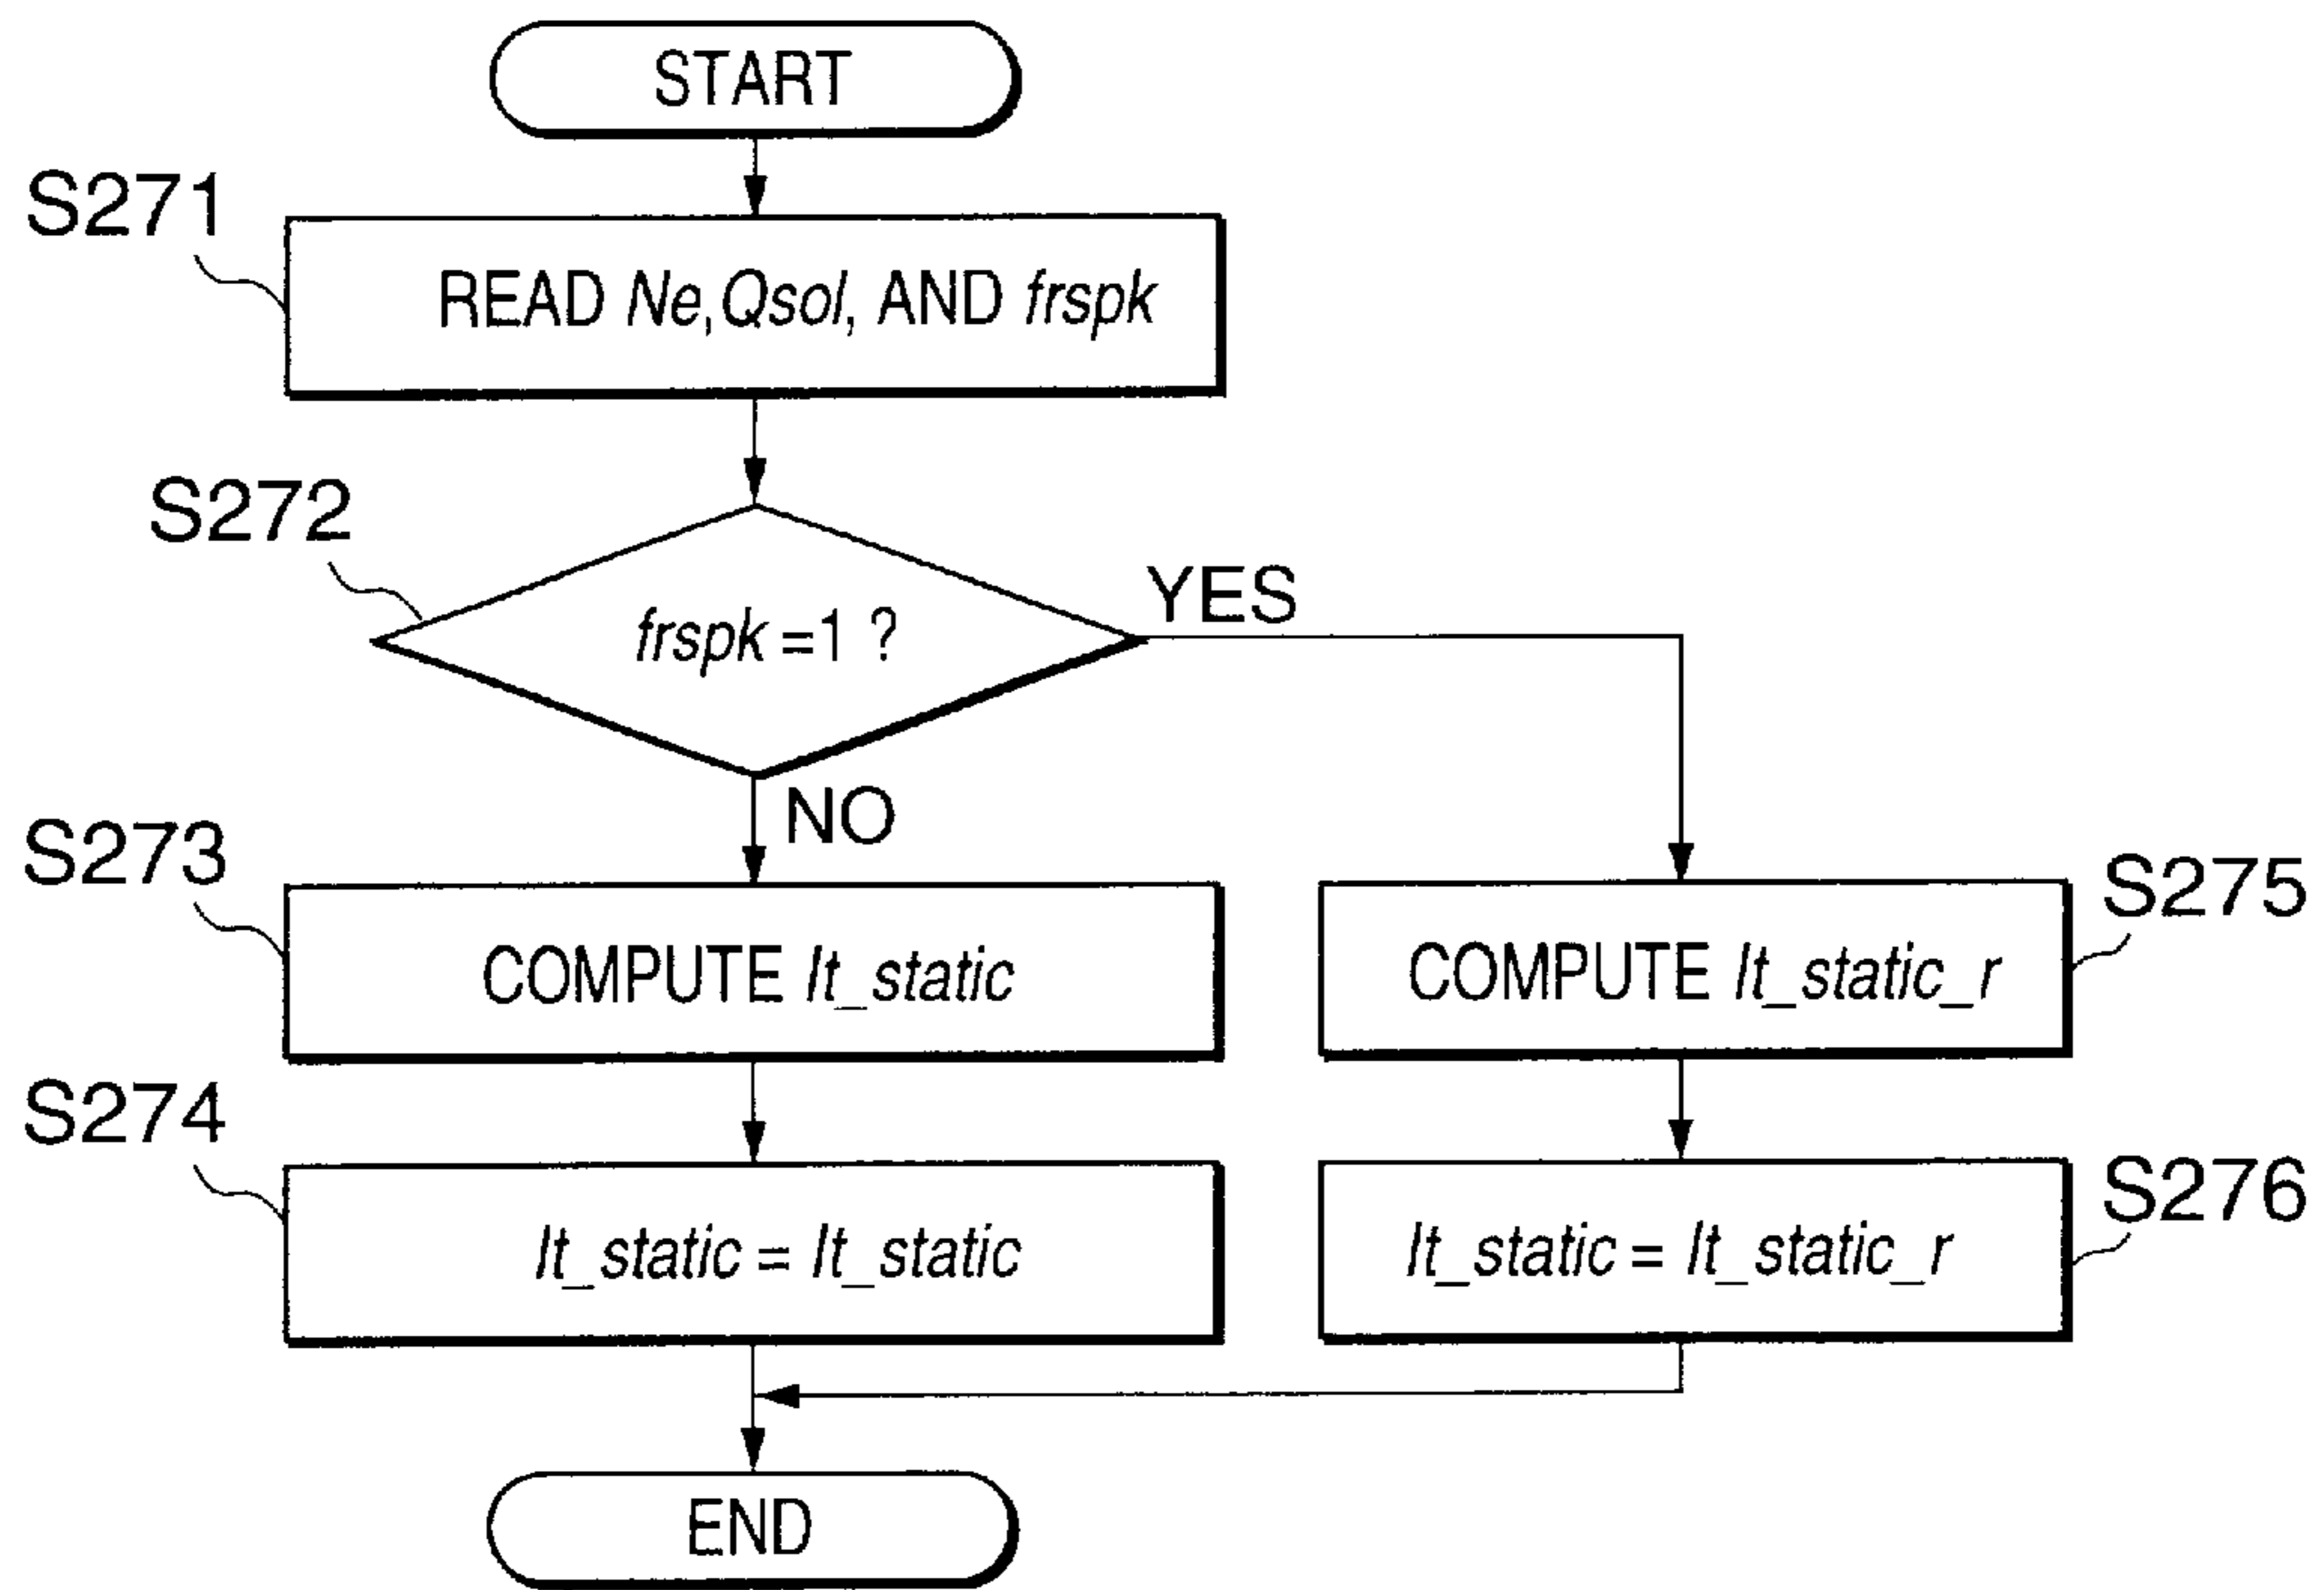 START
S271
READ Ne,Qsol, AND frspk
S272
frspk =1 ?
YES
NO
S273
COMPUTE It_static
S275
COMPUTE It_static_r
S274
It_static = It_static
S276
It_static = It_static_r
END